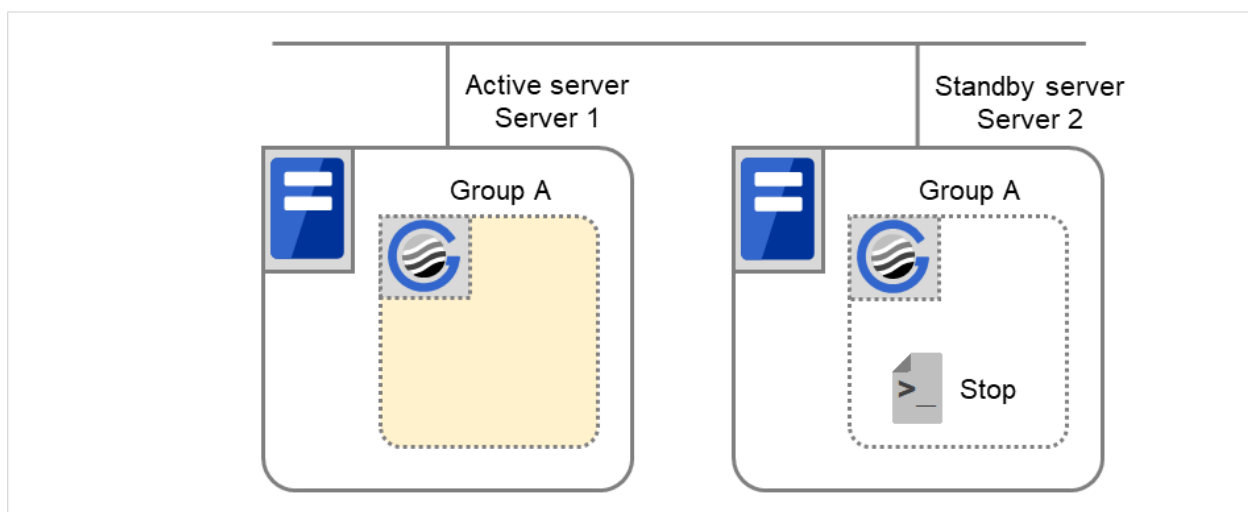 Active server
Server 1
Standby server
Server 2
Group A
Group A
>_ Stop